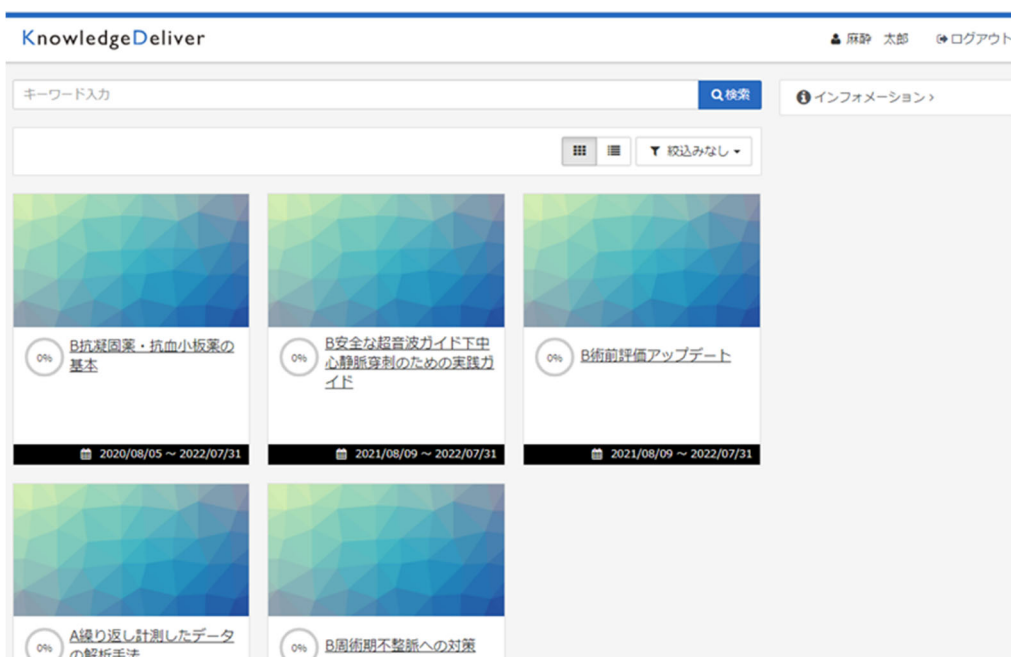 KnowledgeDeliver
麻酔 太郎
ログアウト
キーワード入力
検索
インフォメーション ›
絞込みなし
0%
B抗凝固薬・抗血小板薬の
基本
2020/08/05 ~ 2022/07/31
0%
B安全な超音波ガイド下中
心静脈穿刺のための実践ガ
イド
2021/08/09 ~ 2022/07/31
0%
B術前評価アップデート
2021/08/09 ~ 2022/07/31
0%
A繰り返し計測したデータ
の解析手法
0%
B周術期不整脈への対策